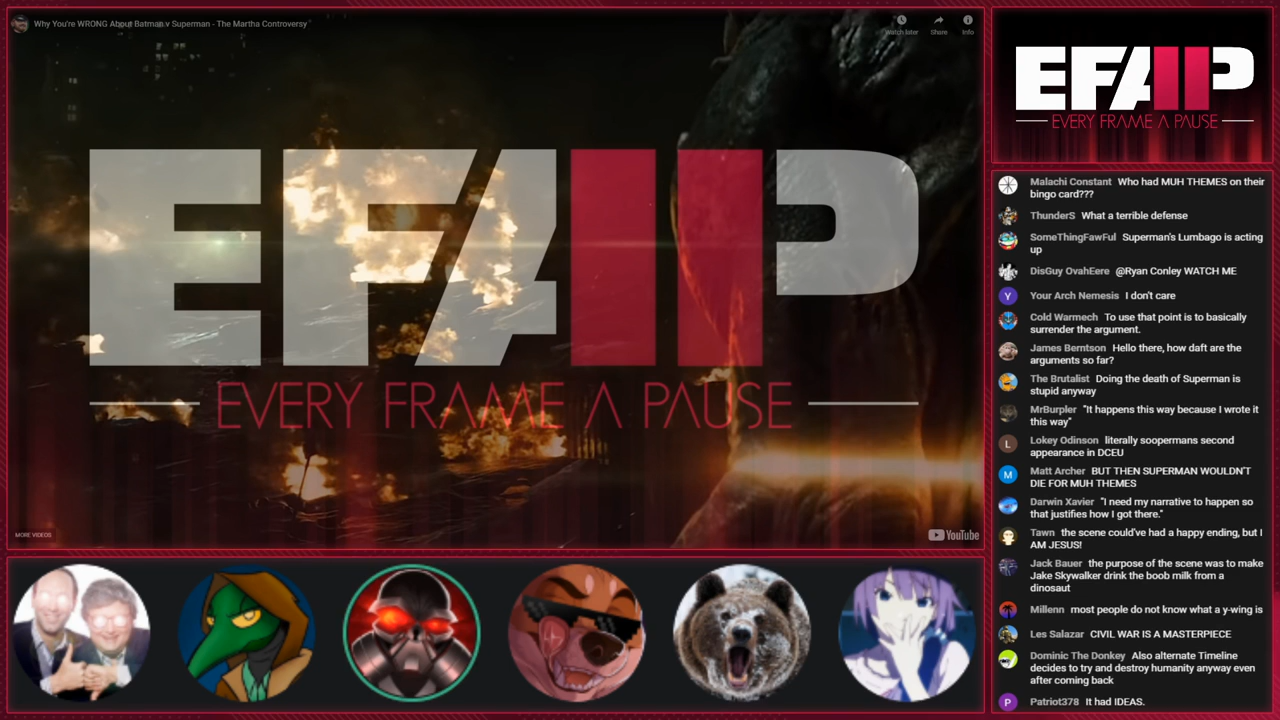 Why You're WRONG About Batman v Superman - The Martha Controversy
Watch later
Share
Info
EFAP
EVERY FRAME A PAUSE
MORE VIDEOS
YouTube
EFAP
EVERY FRAME A PAUSE
Malachi Constant Who had MUH THEMES on their
bingo card???
ThunderS What a terrible defense
SomeThingFawFul Superman's Lumbago is acting
up
DisGuy OvahEere @Ryan Conley WATCH ME
Y
Your Arch Nemesis I don't care
Cold Warmech To use that point is to basically
surrender the argument.
James Berntson Hello there, how daft are the
arguments so far?
The Brutalist Doing the death of Superman is
stupid anyway
MrBurpler "It happens this way because I wrote it
this way"
L
Lokey Odinson literally soopermans second
appearance in DCEU
M
Matt Archer BUT THEN SUPERMAN WOULDN'T
DIE FOR MUH THEMES
Darwin Xavier "I need my narrative to happen so
that justifies how I got there."
Tawn the scene could've had a happy ending, but I
AM JESUS!
Jack Bauer the purpose of the scene was to make
Jake Skywalker drink the boob milk from a
dinosaut
Millenn most people do not know what a y-wing is
Les Salazar CIVIL WAR IS A MASTERPIECE
Dominic The Donkey Also alternate Timeline
decides to try and destroy humanity anyway even
after coming back
P
Patriot378 It had IDEAS.